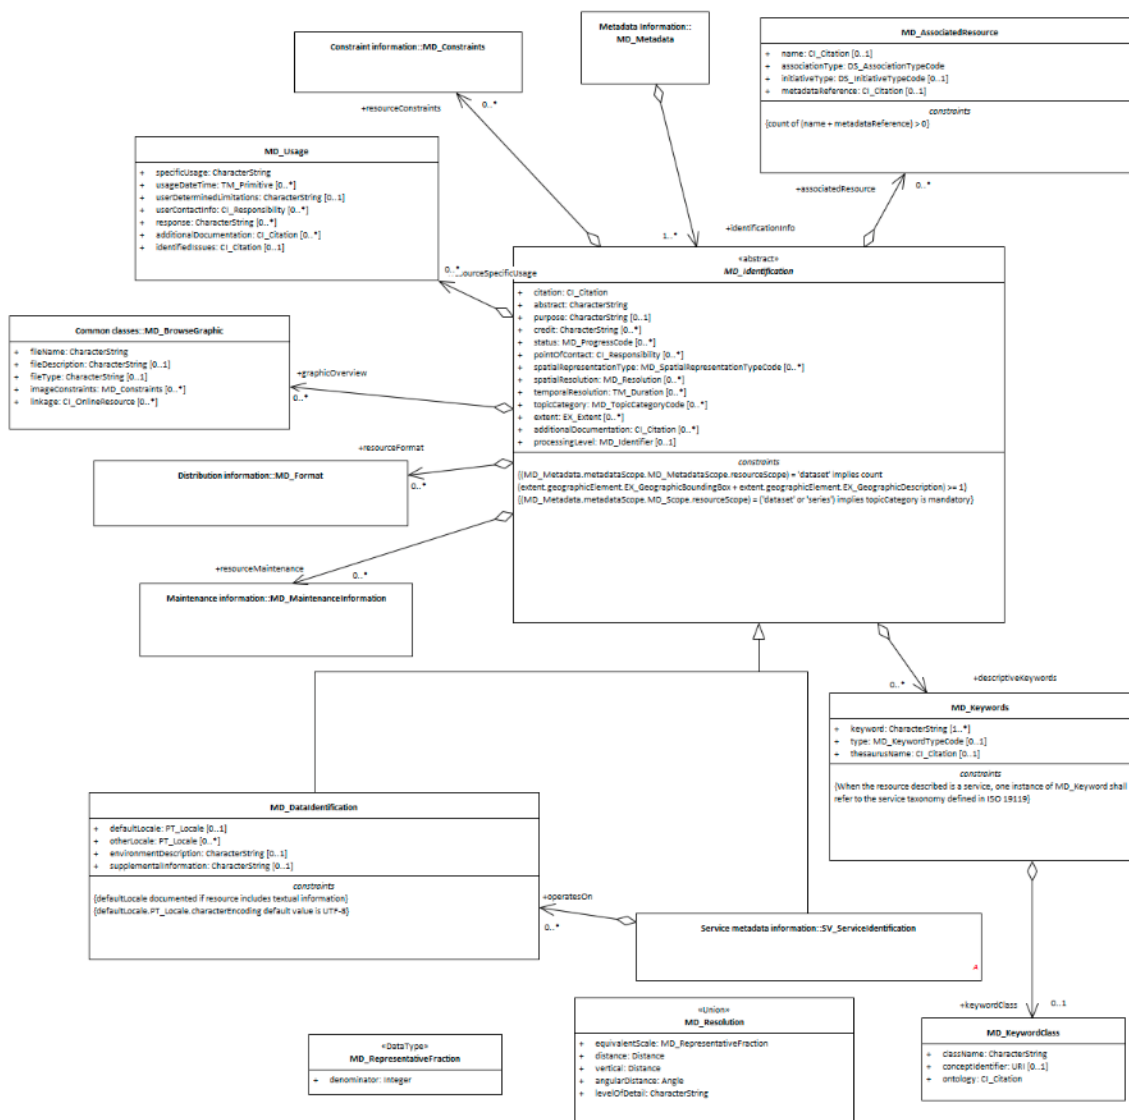 Constraint information::MD_Constraints
+resourceConstraints
0..*
Metadata Information::
MD_Metadata
MD_AssociatedResource
+ name: CI_Citation [0..1]
+ associationType: DS_AssociationTypeCode
+ initiativeType: DS_InitiativeTypeCode [0..1]
+ metadataReference: CI_Citation [0..1]
constraints
{count of (name + metadataReference) > 0}
+associatedResource
0..*
MD_Usage
+ specificUsage: CharacterString
+ usageDateTime: TM_Primitive [0..*]
+ userDeterminedLimitations: CharacterString [0..1]
+ userContactInfo: CI_Responsibility [0..*]
+ response: CharacterString [0..*]
+ additionalDocumentation: CI_Citation [0..*]
+ identifiedIssues: CI_Citation [0..1]
0..*
ourceSpecificUsage
+identificationInfo
1..*
«abstract»
MD_Identification
+ citation: CI_Citation
+ abstract: CharacterString
+ purpose: CharacterString [0..1]
+ credit: CharacterString [0..*]
+ status: MD_ProgressCode [0..*]
+ pointOfContact: CI_Responsibility [0..*]
+ spatialRepresentationType: MD_SpatialRepresentationTypeCode [0..*]
+ spatialResolution: MD_Resolution [0..*]
+ temporalResolution: TM_Duration [0..*]
+ topicCategory: MD_TopicCategoryCode [0..*]
+ extent: EX_Extent [0..*]
+ additionalDocumentation: CI_Citation [0..*]
+ processingLevel: MD_Identifier [0..1]
constraints
{(MD_Metadata.metadataScope.MD_MetadataScope.resourceScope) = 'dataset' implies count
(extent.geographicElement.EX_GeographicBoundingBox + extent.geographicElement.EX_GeographicDescription) >= 1}
{(MD_Metadata.metadataScope.MD_Scope.resourceScope) = ('dataset' or 'series') implies topicCategory is mandatory}
Common classes::MD_BrowseGraphic
+ fileName: CharacterString
+ fileDescription: CharacterString [0..1]
+ fileType: CharacterString [0..1]
+ imageConstraints: MD_Constraints [0..*]
+ linkage: CI_OnlineResource [0..*]
+graphicOverview
0..*
+resourceFormat
0..*
Distribution information::MD_Format
+resourceMaintenance
0..*
Maintenance information::MD_MaintenanceInformation
+descriptiveKeywords
0..*
MD_Keywords
+ keyword: CharacterString [1..*]
+ type: MD_KeywordTypeCode [0..1]
+ thesaurusName: CI_Citation [0..1]
constraints
{When the resource described is a service, one instance of MD_Keyword shall
refer to the service taxonomy defined in ISO 19119}
MD_DataIdentification
+ defaultLocale: PT_Locale [0..1]
+ otherLocale: PT_Locale [0..*]
+ environmentDescription: CharacterString [0..1]
+ supplementalInformation: CharacterString [0..1]
constraints
{defaultLocale documented if resource includes textual information}
{defaultLocale.PT_Locale.characterEncoding default value is UTF-8}
+operatesOn
0..*
Service metadata information::SV_ServiceIdentification
A
+keywordClass
0..1
MD_KeywordClass
+ className: CharacterString
+ conceptIdentifier: URI [0..1]
+ ontology: CI_Citation
«Union»
MD_Resolution
+ equivalentScale: MD_RepresentativeFraction
+ distance: Distance
+ vertical: Distance
+ angularDistance: Angle
+ levelOfDetail: CharacterString
«DataType»
MD_RepresentativeFraction
+ denominator: Integer